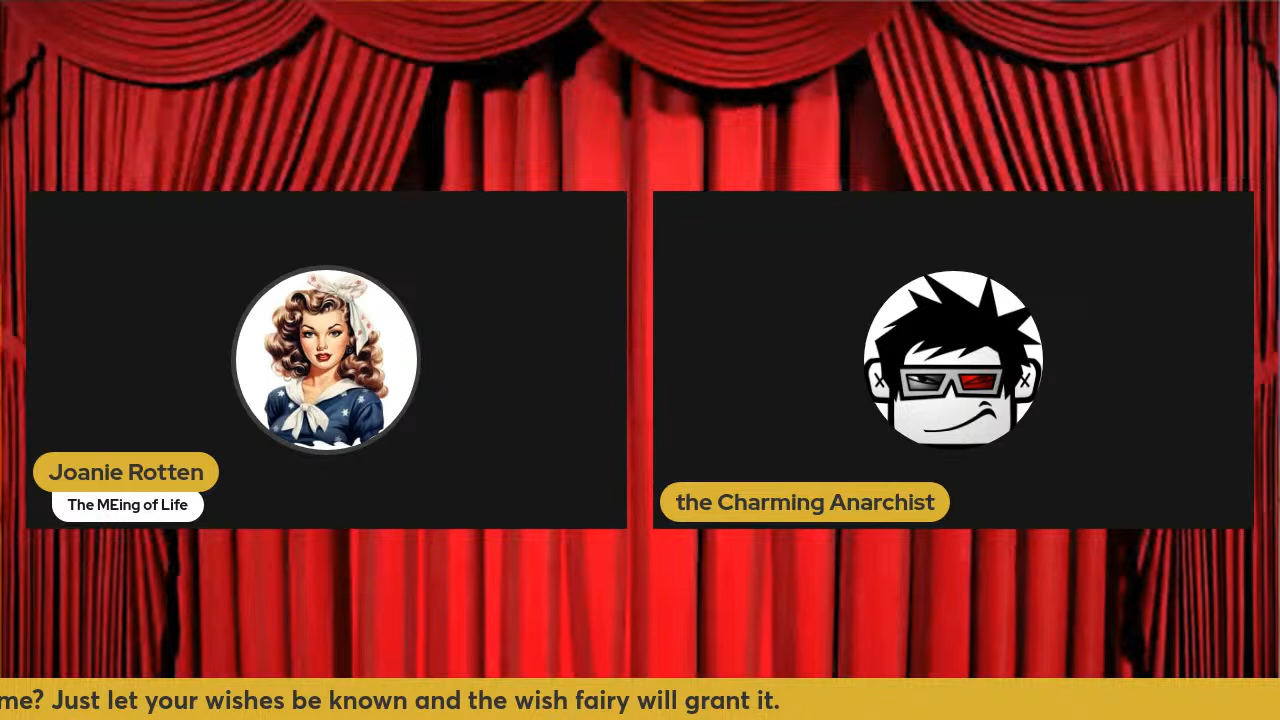 Joanie Rotten
The MEing of Life
the Charming Anarchist
me? Just let your wishes be known and the wish fairy will grant it.